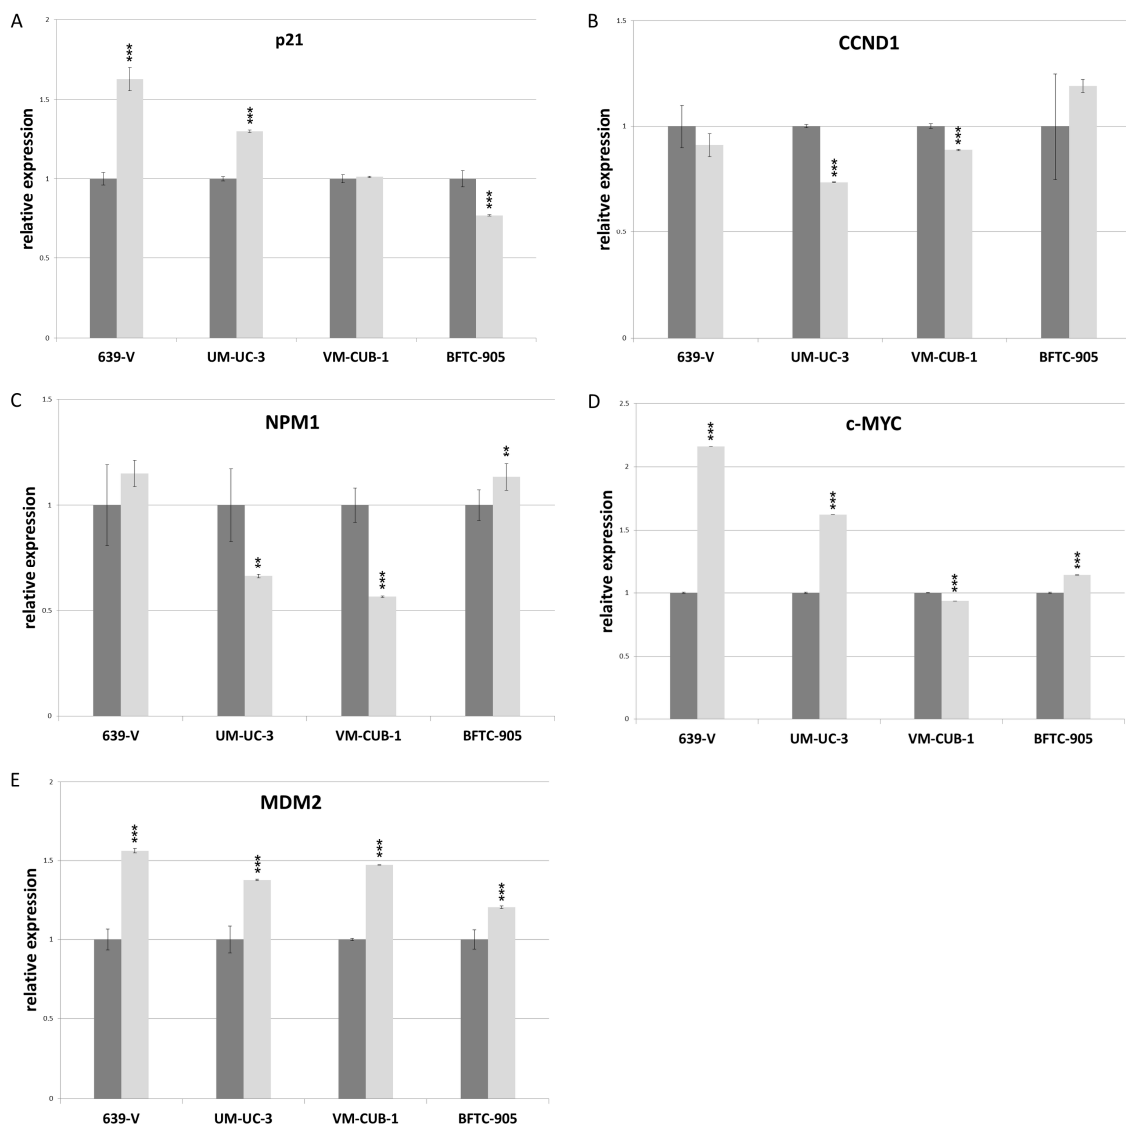 A
p21
relative expression
2
1.5
1
0.5
0
***
***
***
639-V UM-UC-3 VM-CUB-1 BFTC-905
B
CCND1
relaitve expression
1.5
1
0.5
0
***
***
639-V UM-UC-3 VM-CUB-1 BFTC-905
C
NPM1
relative expression
1.5
1
0.5
0
**
***
**
639-V UM-UC-3 VM-CUB-1 BFTC-905
D
c-MYC
relaitve expression
2.5
2
1.5
1
0.5
0
***
***
***
***
639-V UM-UC-3 VM-CUB-1 BFTC-905
E
MDM2
relative expression
2
1.5
1
0.5
0
***
***
***
***
639-V UM-UC-3 VM-CUB-1 BFTC-905